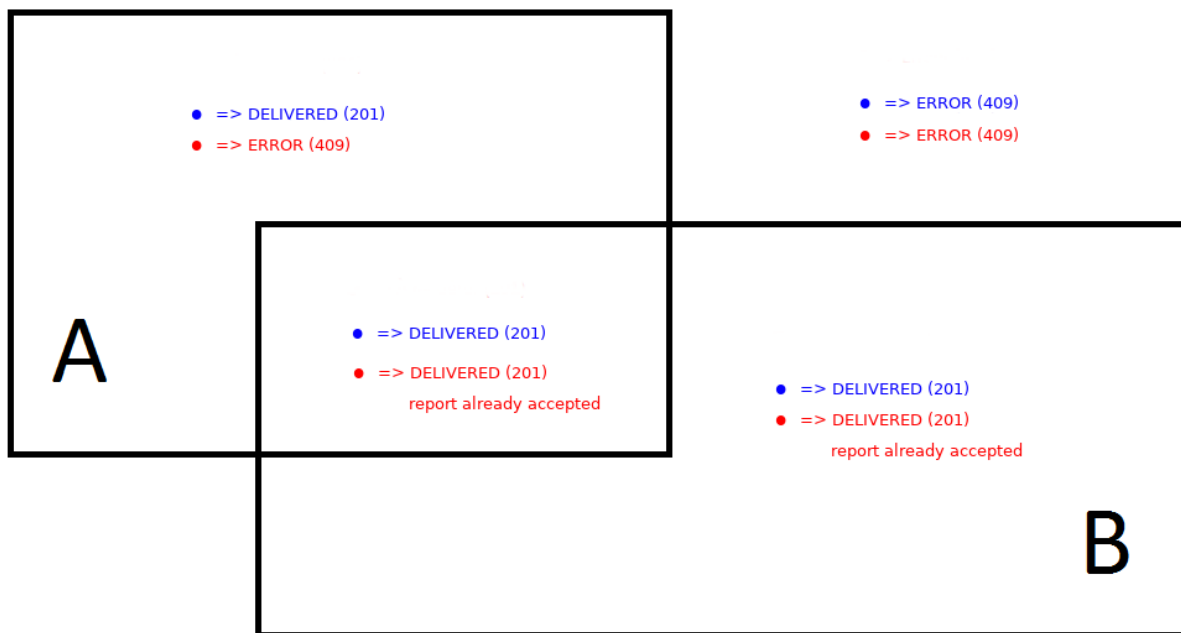 ● => DELIVERED (201)
● => ERROR (409)
● => ERROR (409)
● => ERROR (409)
A
● => DELIVERED (201)
● => DELIVERED (201)
report already accepted
● => DELIVERED (201)
● => DELIVERED (201)
report already accepted
B